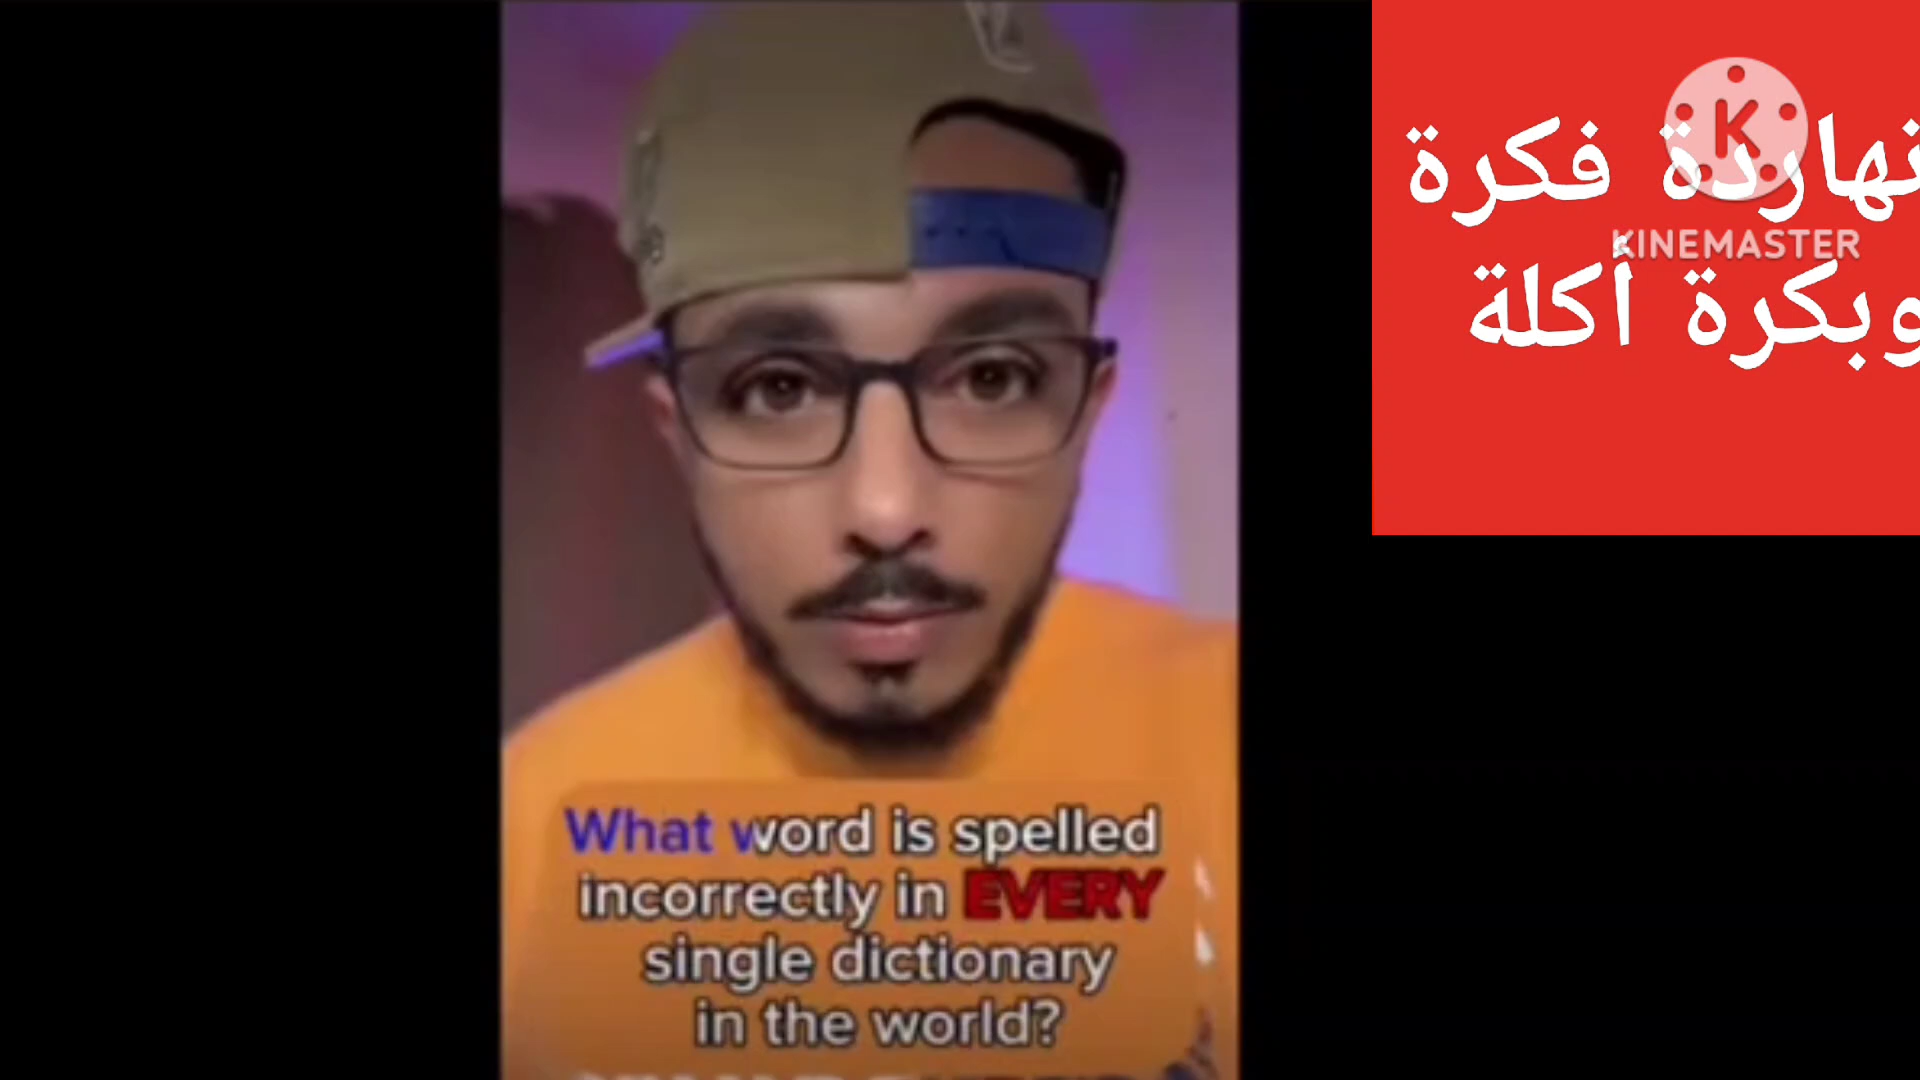 نهاردة فكرة
KINEMASTER
وبكرة أكلة
What word is spelled
incorrectly in EVERY
single dictionary
in the world?